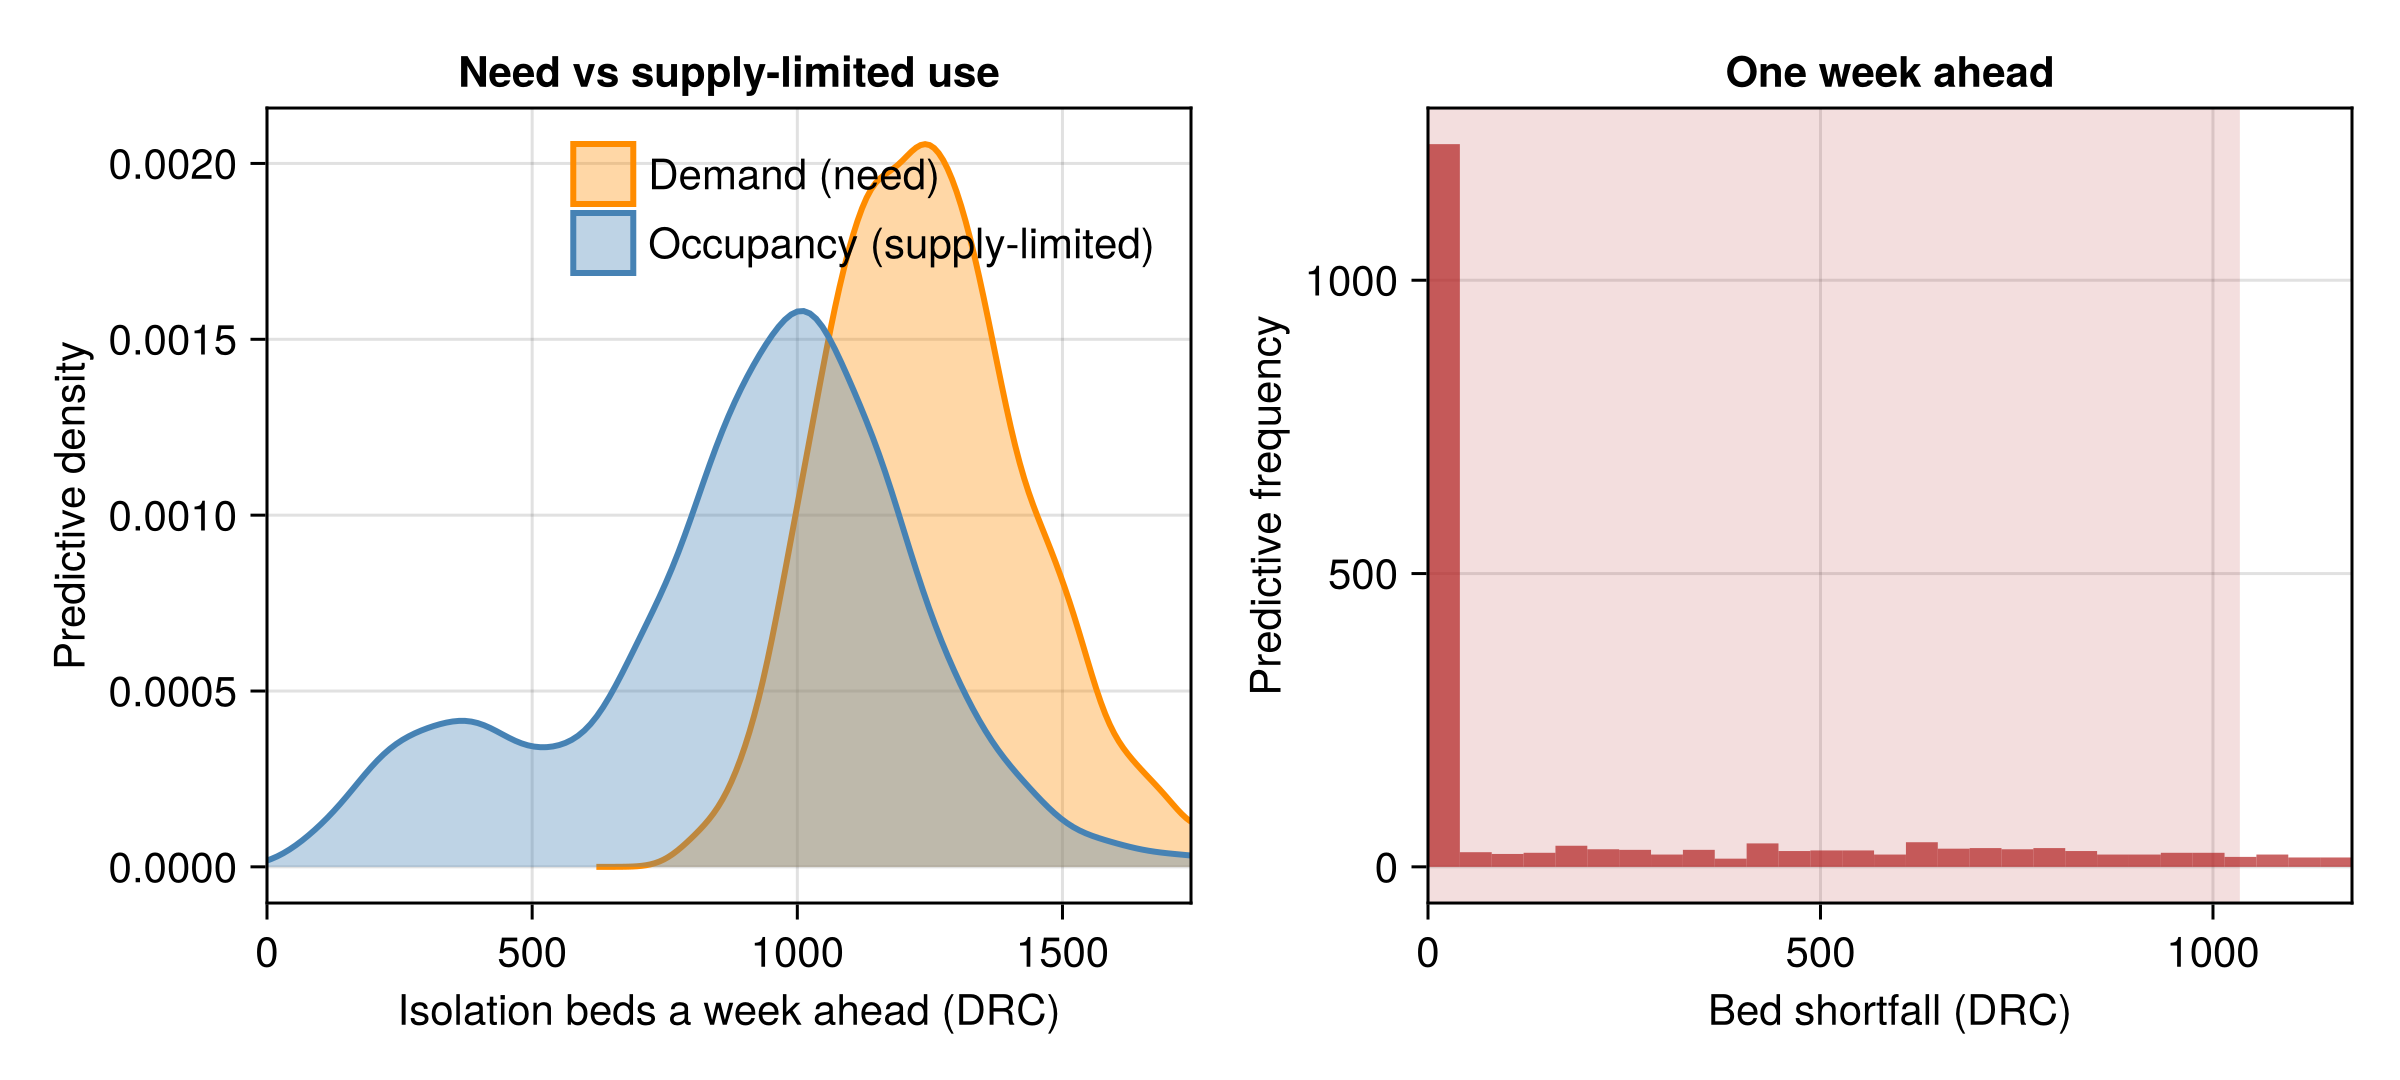 Need vs supply-limited use
Demand (need)
Occupancy (supply-limited)
Predictive density
0.0020
0.0015
0.0010
0.0005
0.0000
0 500 1000 1500
Isolation beds a week ahead (DRC)
One week ahead
Predictive frequency
1000
500
0
0 500 1000
Bed shortfall (DRC)